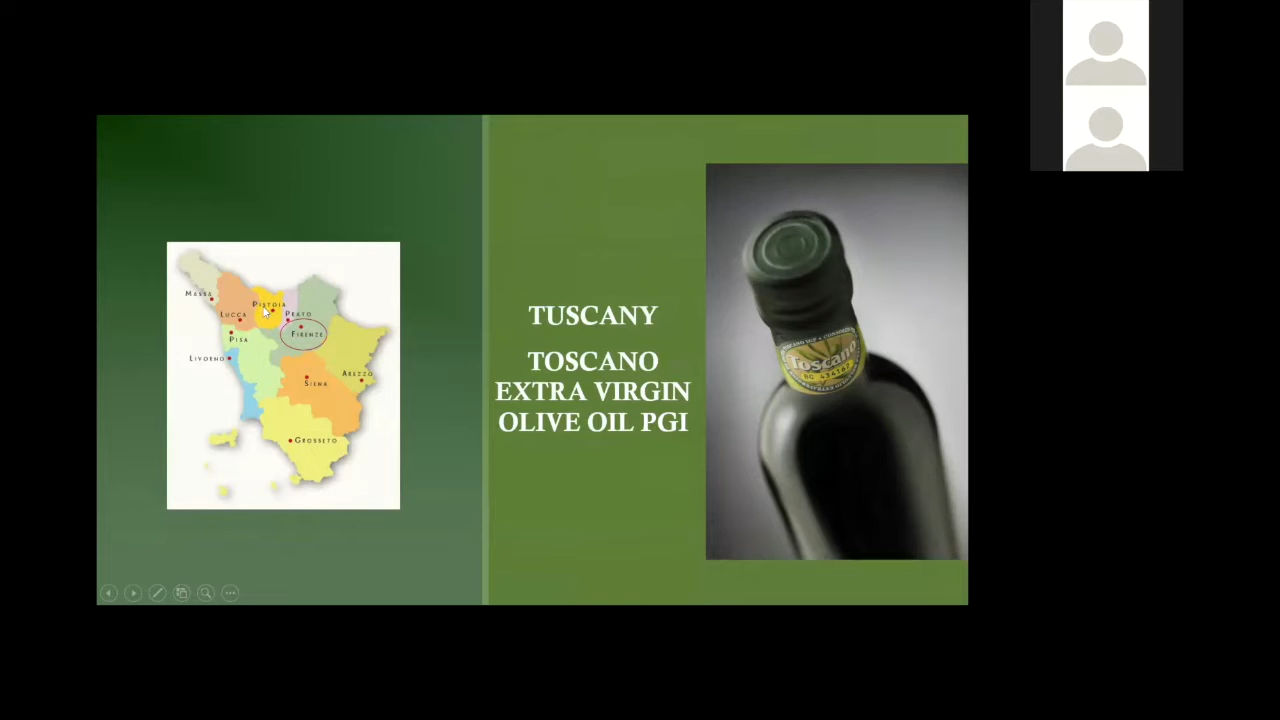 MASSA
PISTOIA
LUCCA
PRATO
PISA
FIRENZE
LIVORNO
AREZZO
SIENA
GROSSETO
TUSCANY
TOSCANO
EXTRA VIRGIN
OLIVE OIL PGI
Toscano